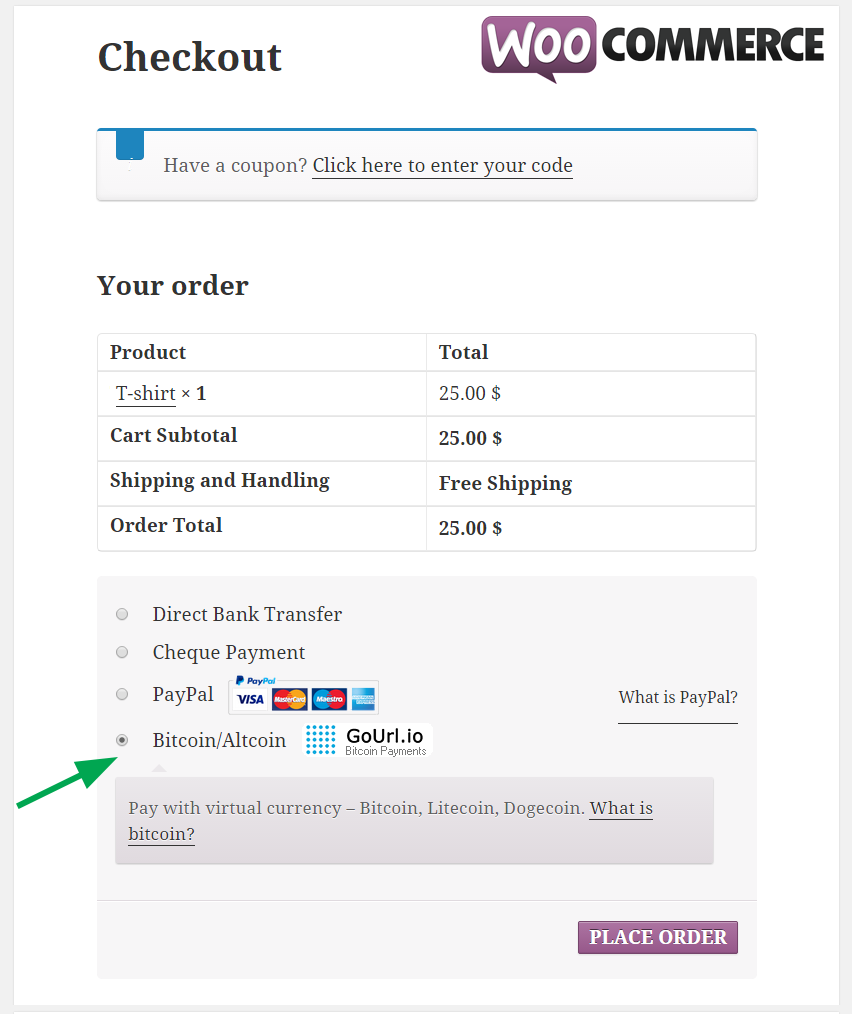 Checkout
WOO COMMERCE
Have a coupon? Click here to enter your code
Your order
Product Total
T-shirt × 1 25.00 $
Cart Subtotal 25.00 $
Shipping and Handling Free Shipping
Order Total 25.00 $
Direct Bank Transfer
Cheque Payment
PayPal PayPal VISA MasterCard Maestro What is PayPal?
Bitcoin/Altcoin GoUrl.io
Bitcoin Payments
Pay with virtual currency – Bitcoin, Litecoin, Dogecoin. What is
bitcoin?
PLACE ORDER